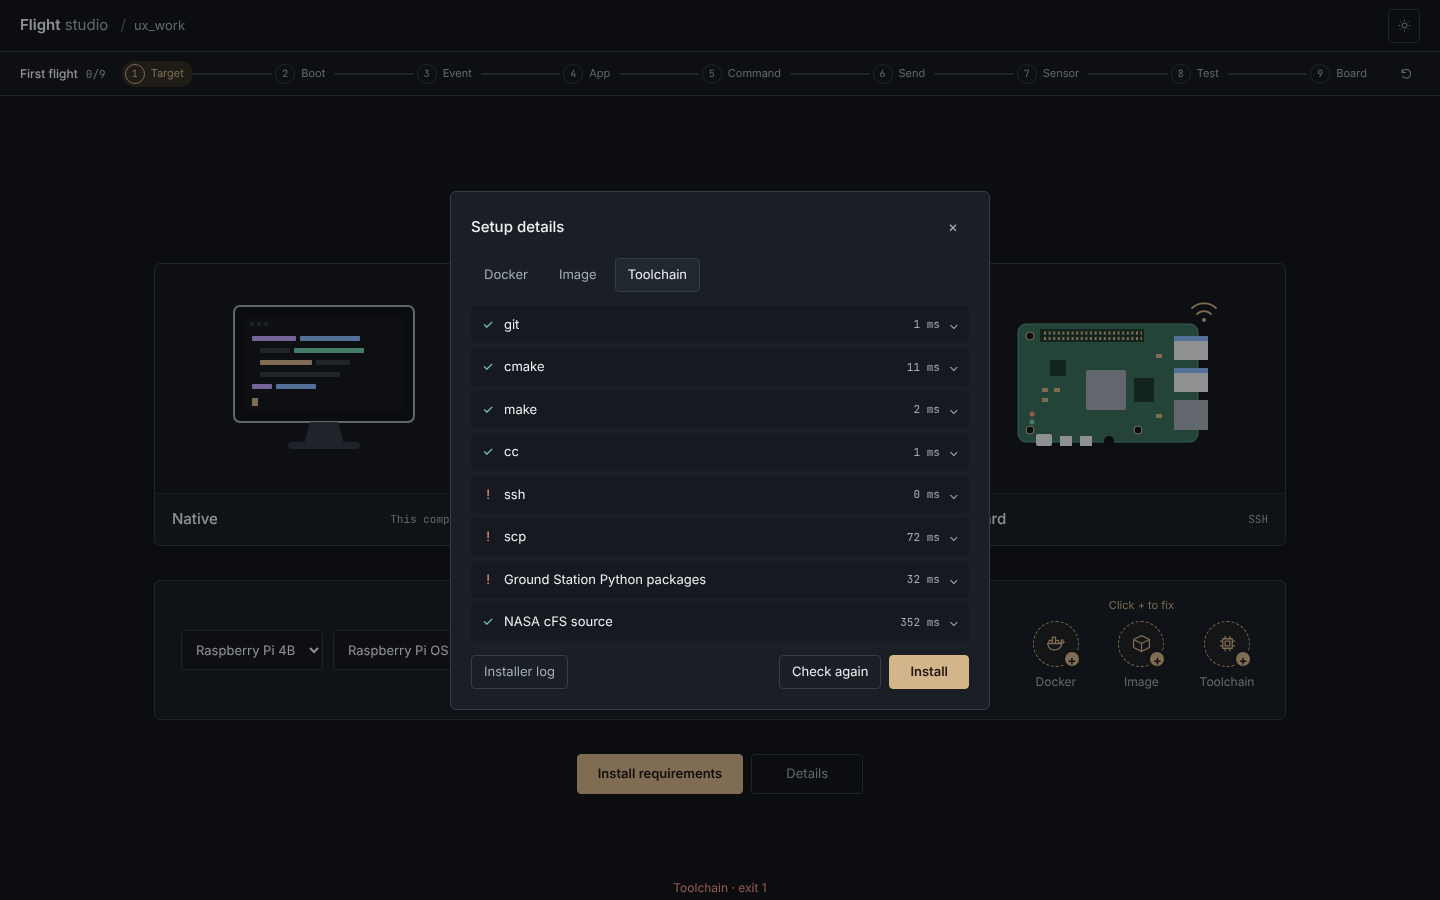 Flight studio / ux_work
First flight 0/9 1 Target 2 Boot 3 Event 4 App 5 Command 6 Send 7 Sensor 8 Test 9 Board
Setup details ×
Docker Image Toolchain
git 1 ms
cmake 11 ms
make 2 ms
cc 1 ms
! ssh 0 ms
! scp 72 ms
! Ground Station Python packages 32 ms
NASA cFS source 352 ms
Installer log Check again Install
Native This comp
rd SSH
Raspberry Pi 4B Raspberry Pi OS
Click + to fix
Docker Image Toolchain
Install requirements Details
Toolchain · exit 1